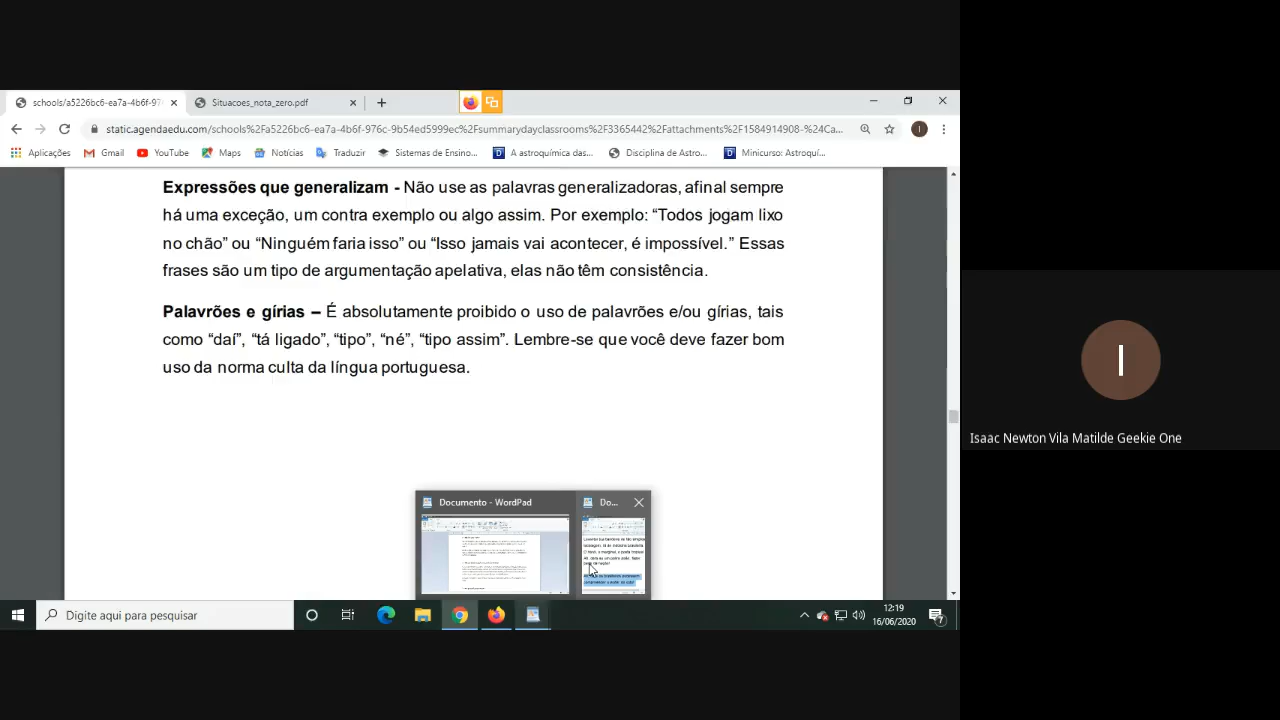 schools/a5226bc6-ea7a-4b6f-97
Situacoes_nota_zero.pdf
static.agendaedu.com/schools%2Fa5226bc6-ea7a-4b6f-976c-9b54ed5999ec%2Fsummarydayclassrooms%2F3365442%2Fattachments%2F1584914908-%24Ca...
I
Aplicações
Gmail
YouTube
Maps
Notícias
Traduzir
Sistemas de Ensino...
A astroquímica das...
Disciplina de Astro...
Minicurso: Astroquí...
Expressões que generalizam - Não use as palavras generalizadoras, afinal sempre
há uma exceção, um contra exemplo ou algo assim. Por exemplo: “Todos jogam lixo
no chão” ou “Ninguém faria isso” ou “Isso jamais vai acontecer, é impossível.” Essas
frases são um tipo de argumentação apelativa, elas não têm consistência.
Palavrões e gírias – É absolutamente proibido o uso de palavrões e/ou gírias, tais
como “daí”, “tá ligado”, “tipo”, “né”, “tipo assim”. Lembre-se que você deve fazer bom
uso da norma culta da língua portuguesa.
I
Isaac Newton Vila Matilde Geekie One
Documento - WordPad
Do...
Digite aqui para pesquisar
12:19
16/06/2020
7